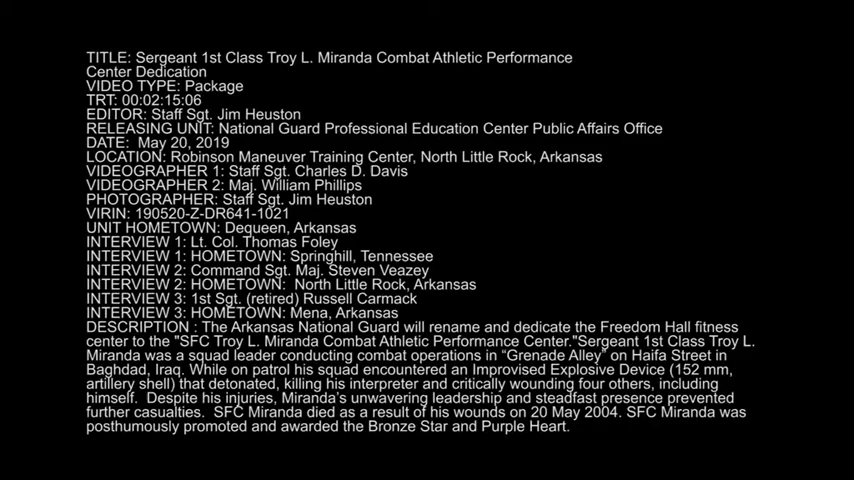 TITLE: Sergeant 1st Class Troy L. Miranda Combat Athletic Performance
Center Dedication
VIDEO TYPE: Package
TRT: 00:02:15:06
EDITOR: Staff Sgt. Jim Heuston
RELEASING UNIT: National Guard Professional Education Center Public Affairs Office
DATE: May 20, 2019
LOCATION: Robinson Maneuver Training Center, North Little Rock, Arkansas
VIDEOGRAPHER 1: Staff Sgt. Charles D. Davis
VIDEOGRAPHER 2: Maj. William Phillips
PHOTOGRAPHER: Staff Sgt. Jim Heuston
VIRIN: 190520-Z-DR641-1021
UNIT HOMETOWN: Dequeen, Arkansas
INTERVIEW 1: Lt. Col. Thomas Foley
INTERVIEW 1: HOMETOWN: Springhill, Tennessee
INTERVIEW 2: Command Sgt. Maj. Steven Veazey
INTERVIEW 2: HOMETOWN: North Little Rock, Arkansas
INTERVIEW 3: 1st Sgt. (retired) Russell Carmack
INTERVIEW 3: HOMETOWN: Mena, Arkansas
DESCRIPTION : The Arkansas National Guard will rename and dedicate the Freedom Hall fitness
center to the "SFC Troy L. Miranda Combat Athletic Performance Center."Sergeant 1st Class Troy L.
Miranda was a squad leader conducting combat operations in “Grenade Alley” on Haifa Street in
Baghdad, Iraq. While on patrol his squad encountered an Improvised Explosive Device (152 mm,
artillery shell) that detonated, killing his interpreter and critically wounding four others, including
himself. Despite his injuries, Miranda’s unwavering leadership and steadfast presence prevented
further casualties. SFC Miranda died as a result of his wounds on 20 May 2004. SFC Miranda was
posthumously promoted and awarded the Bronze Star and Purple Heart.